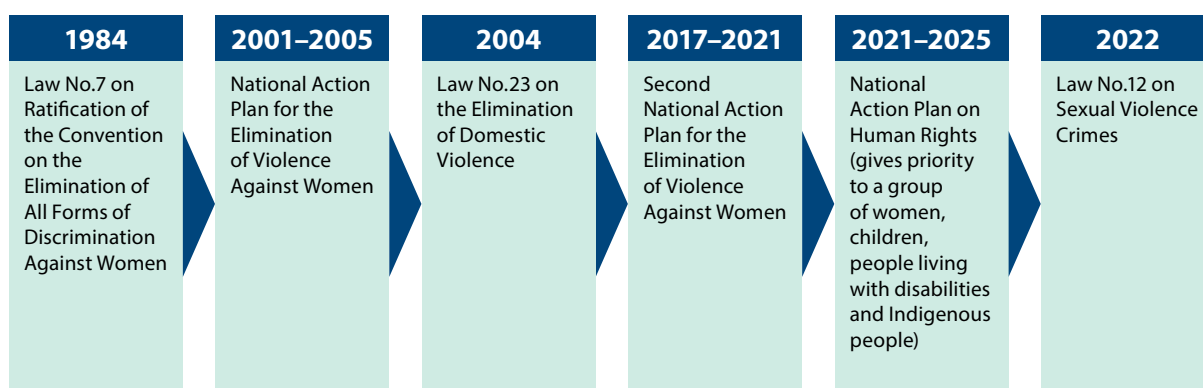 1984
Law No.7 on
Ratification of
the Convention
on the
Elimination of
All Forms of
Discrimination
Against Women
2001–2005
National Action
Plan for the
Elimination
of Violence
Against Women
2004
Law No.23 on
the Elimination
of Domestic
Violence
2017–2021
Second
National Action
Plan for the
Elimination
of Violence
Against Women
2021–2025
National
Action Plan on
Human Rights
(gives priority
to a group
of women,
children,
people living
with disabilities
and Indigenous
people)
2022
Law No.12 on
Sexual Violence
Crimes